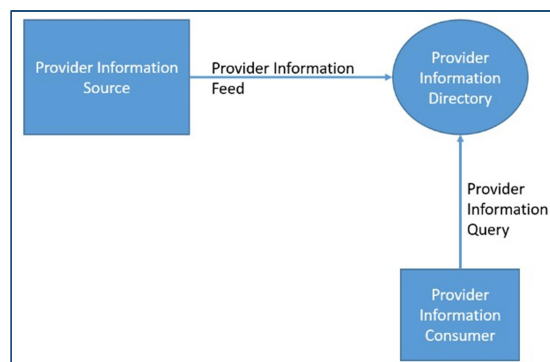 Provider Information
Source
Provider Information
Feed
Provider
Information
Directory
Provider
Information
Query
Provider
Information
Consumer